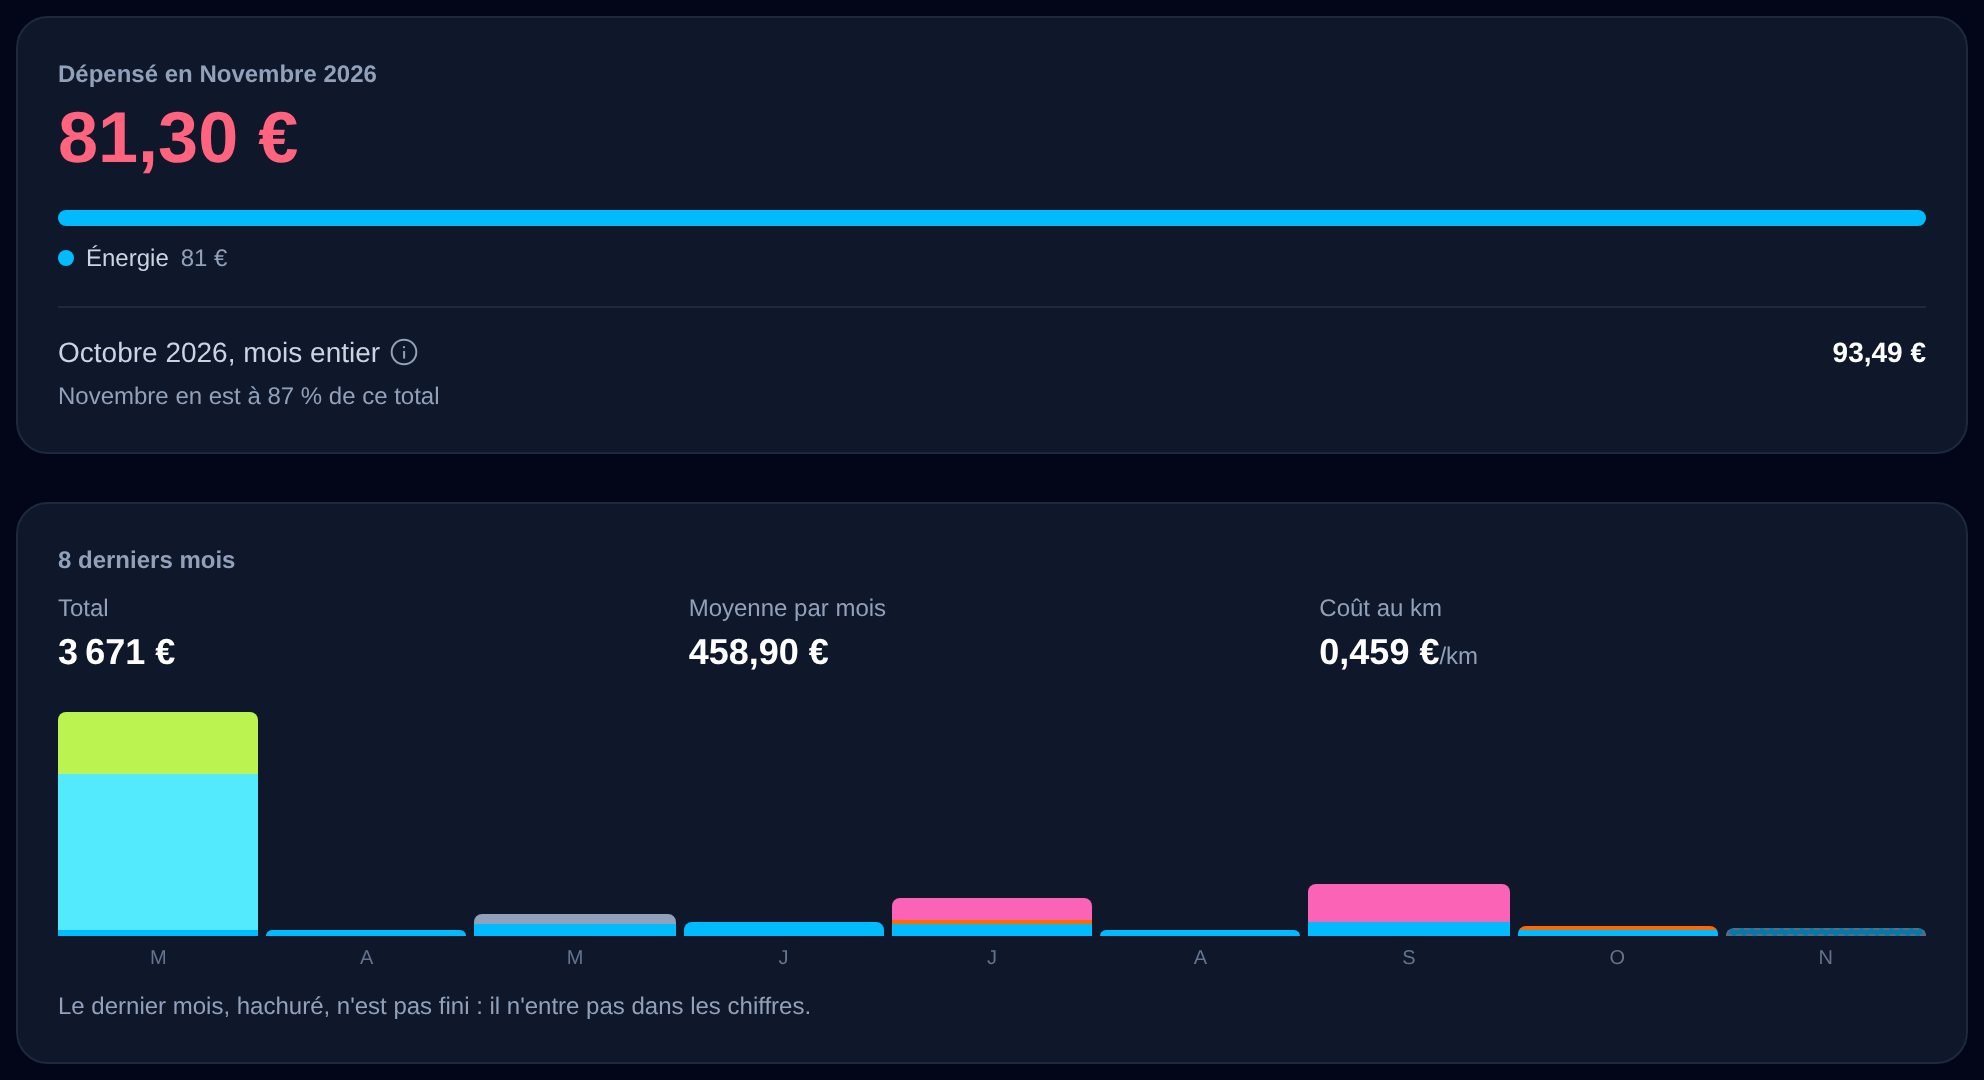 Dépensé en Novembre 2026
81,30 €
Énergie 81 €
Octobre 2026, mois entier
93,49 €
Novembre en est à 87 % de ce total
8 derniers mois
Total
3 671 €
Moyenne par mois
458,90 €
Coût au km
0,459 €/km
M A M J J A S O N
Le dernier mois, hachuré, n'est pas fini : il n'entre pas dans les chiffres.